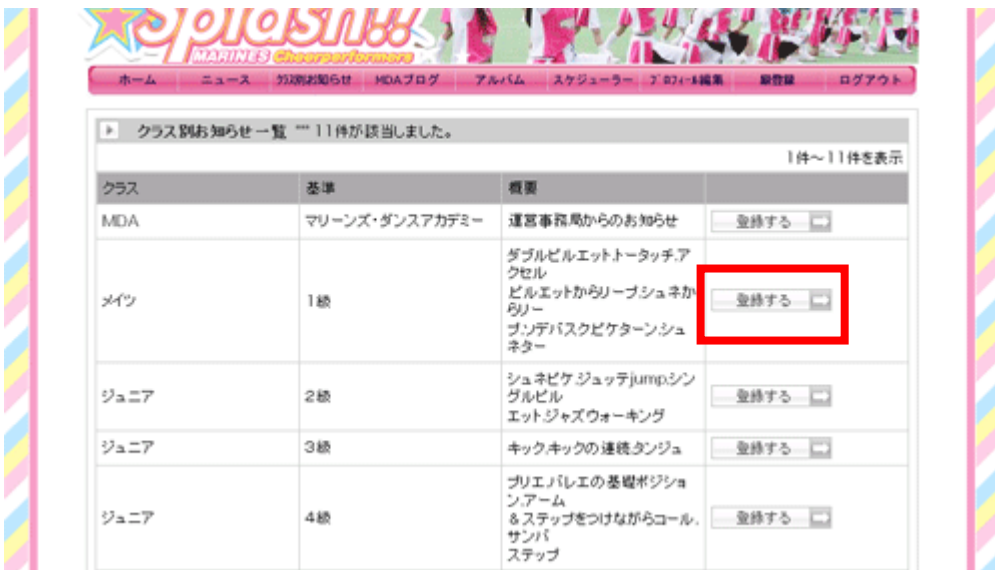 Splash!!
MARINES Cheerperformers
ホーム ニュース クラス別お知らせ MDAブログ アルバム スケジューラー プロフィール編集 級登録 ログアウト
クラス別お知らせ一覧 --- 11件が該当しました。
1件～11件を表示
クラス 基準 概要
MDA マリーンズ・ダンスアカデミー 運営事務局からのお知らせ 登録する
ダブルピルエット,トータッチ,ア
クセル
ピルエットからリープ,シュネか
らリー
プ,ソデバスクピケターン,シュ
ネター
メイツ 1級 登録する
シュネピケ,ジュッテjump,シン
グルピル
エット,ジャズウォーキング
ジュニア 2級 登録する
ジュニア 3級 キック,キックの連続,タンジュ 登録する
プリエ,バレエの基礎ポジショ
ン,アーム
&ステップをつけながらコール,
サンバ
ステップ
ジュニア 4級 登録する